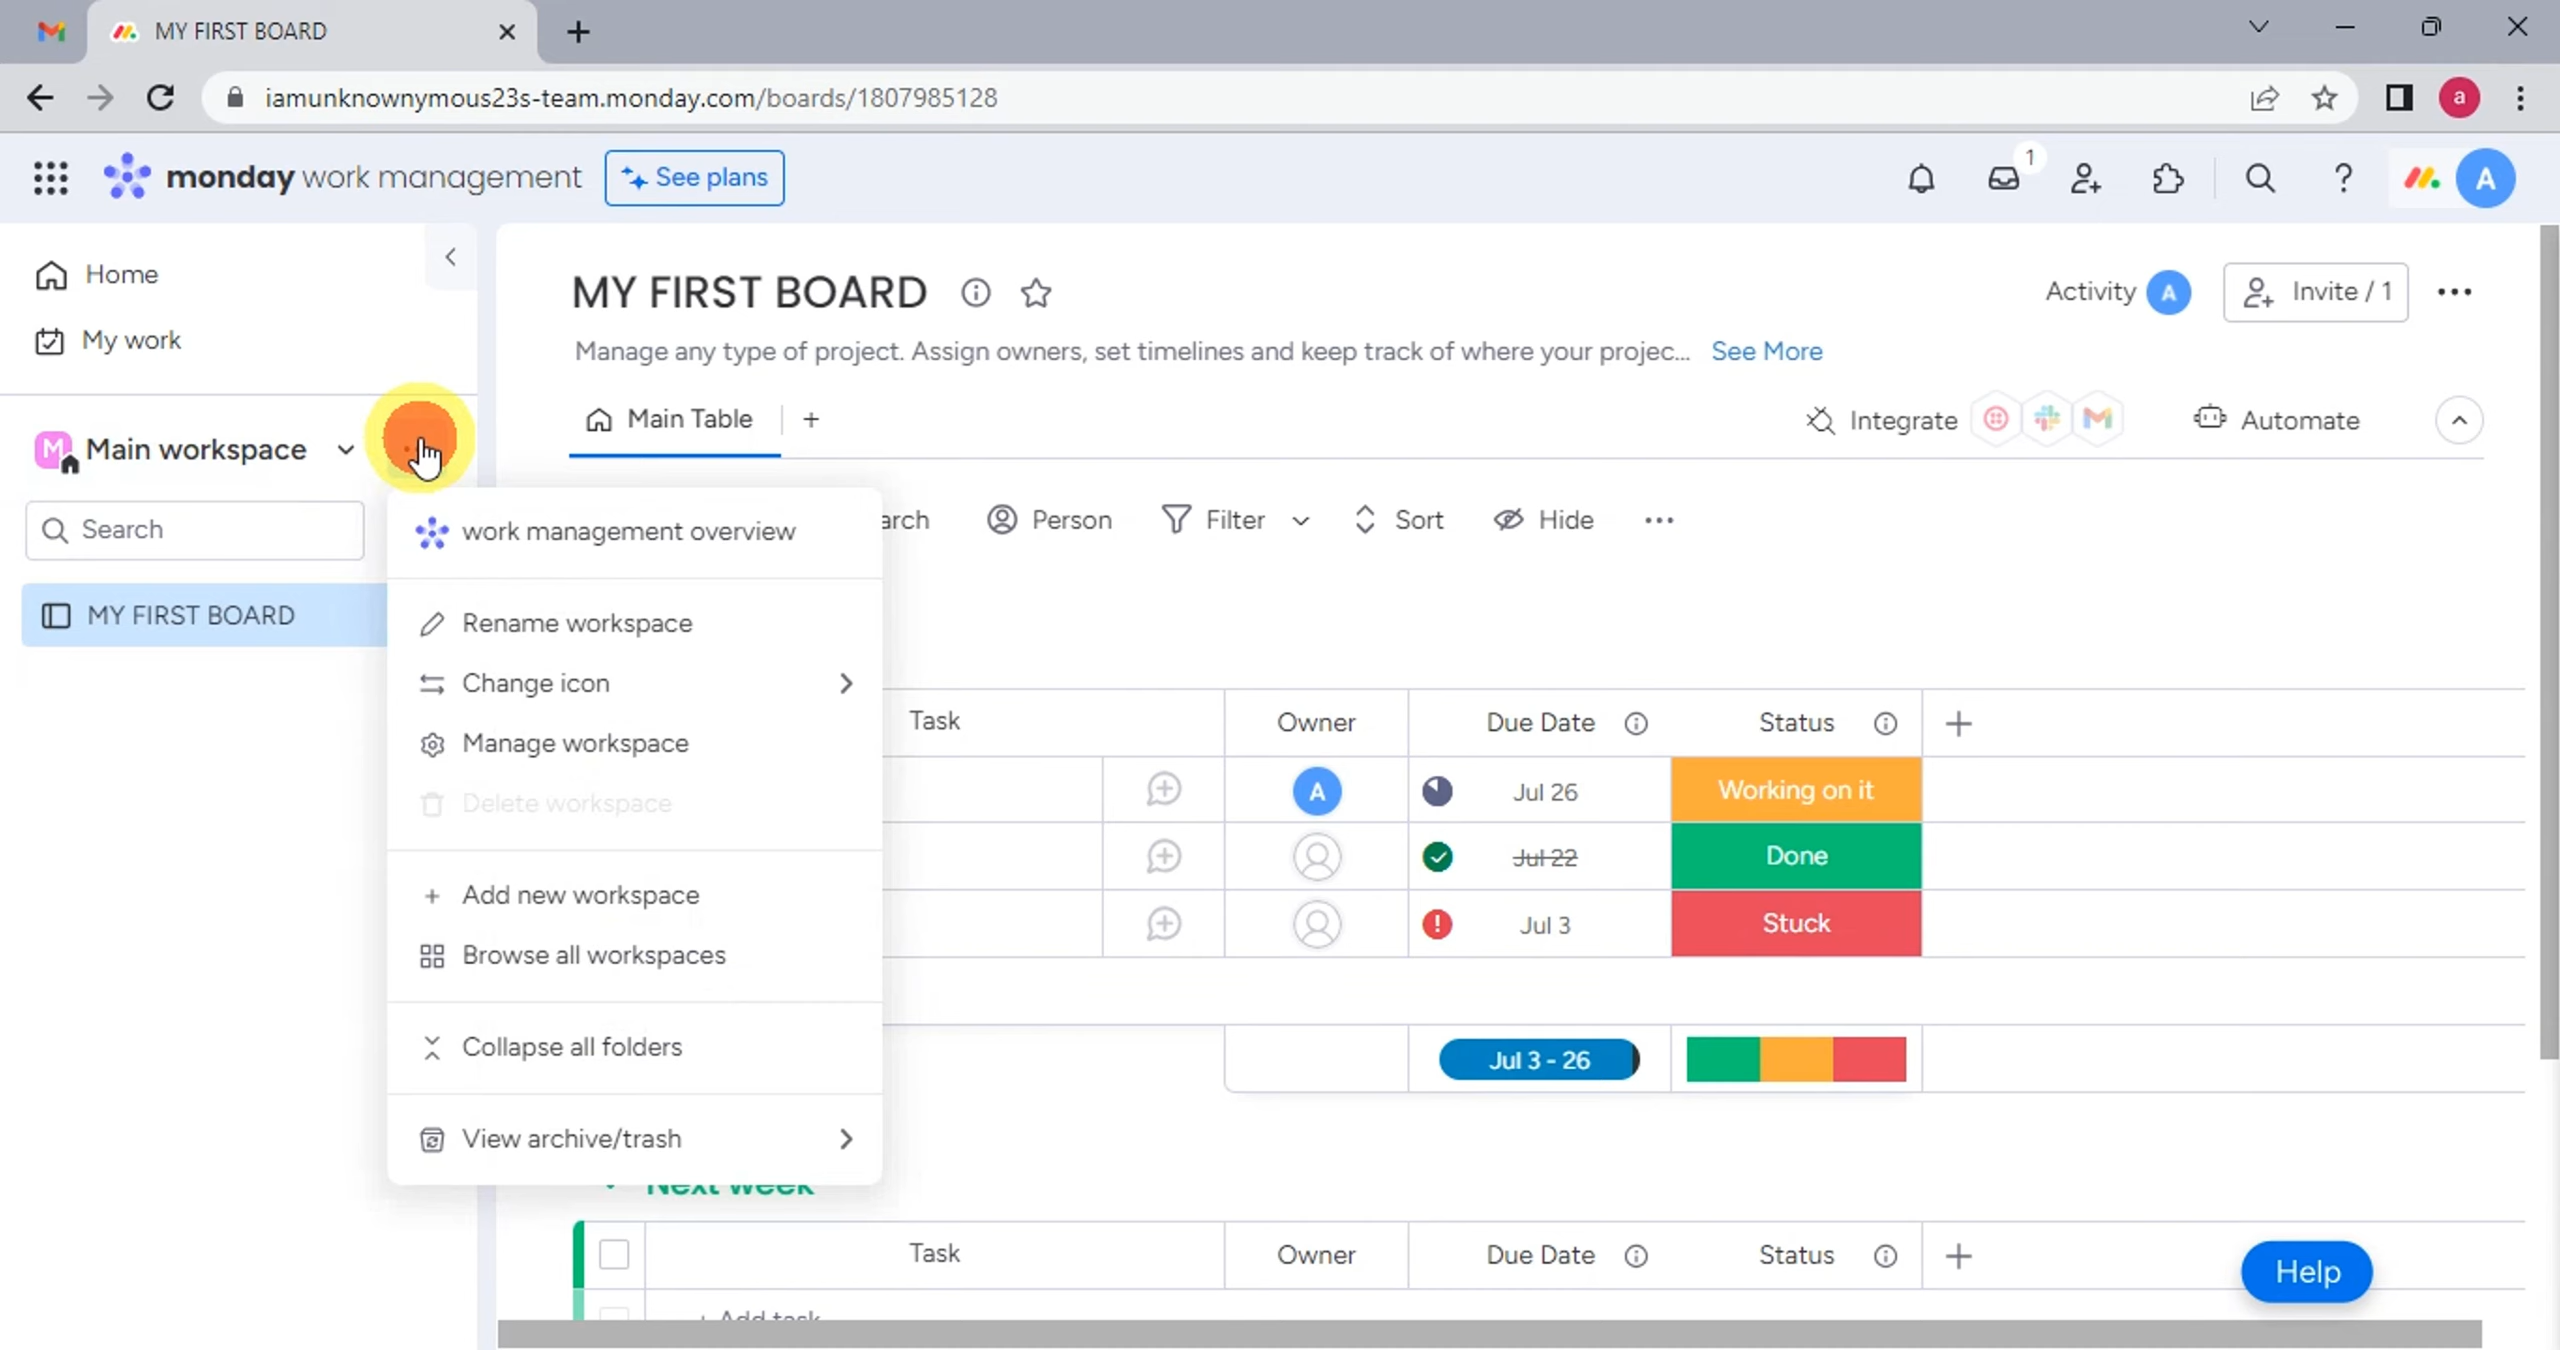 MY FIRST BOARD
iamunknownymous23s-team.monday.com/boards/1807985128
a
monday work management
See plans
1
A
Home
My work
M Main workspace
Search
MY FIRST BOARD
MY FIRST BOARD
Activity A
Invite / 1
Manage any type of project. Assign owners, set timelines and keep track of where your projec... See More
Main Table
Integrate
Automate
work management overview
Rename workspace
Change icon
Manage workspace
Delete workspace
Add new workspace
Browse all workspaces
Collapse all folders
View archive/trash
arch
Person
Filter
Sort
Hide
Task Owner Due Date Status
A Jul 26 Working on it
Jul 22 Done
Jul 3 Stuck
Jul 3 - 26
Next week
Task Owner Due Date Status
+ Add task
Help